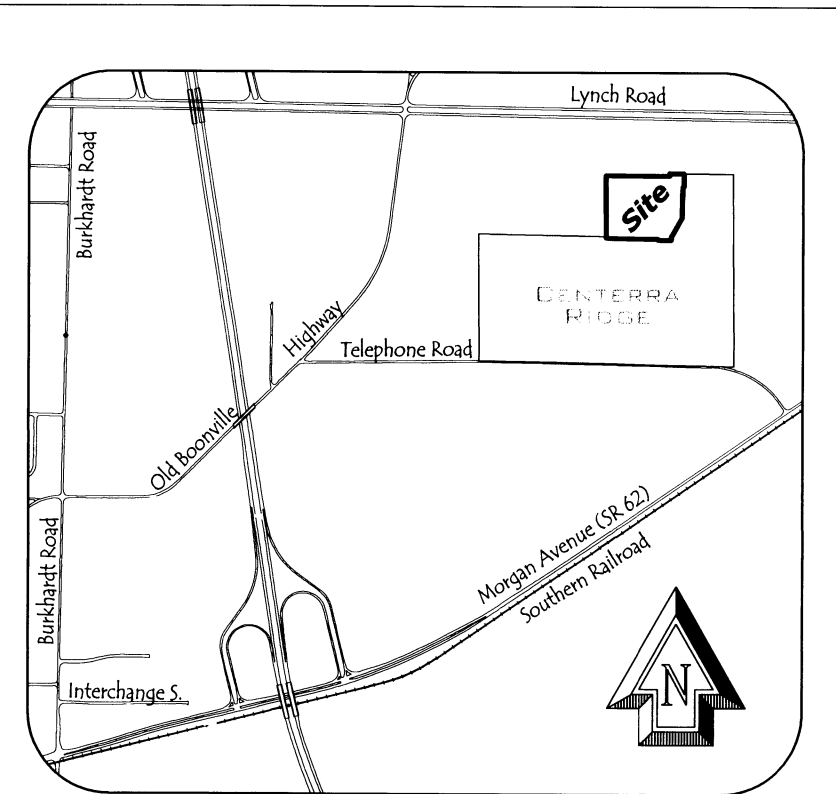 Lynch Road
Burkhardt Road
Site
CENTERRA
RIDGE
Highway
Telephone Road
Old Boonville
Morgan Avenue (SR 62)
Southern Railroad
Burkhardt Road
Interchange S.
N